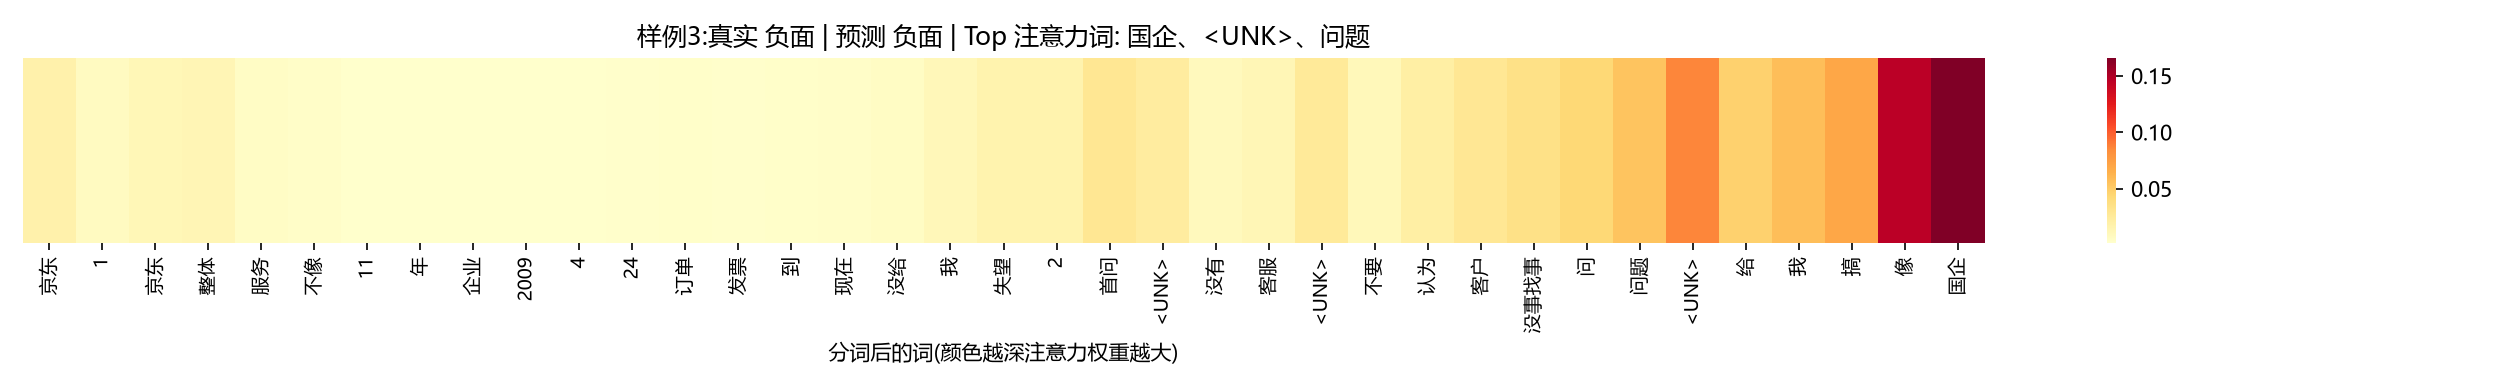 样例3:真实 负面 | 预测 负面 | Top 注意力词: 国企、<UNK>、问题
京东 1 京东 整体 服务 不像 11 年 企业 2009 4 24 订单 发票 到 现在 没给 我 失望 2 首问 <UNK> 没有 客服 <UNK> 不要 认为 客户 没事找事 问 问题 <UNK> 给 我 搞 像 国企
分词后的词(颜色越深注意力权重越大)
0.15
0.10
0.05